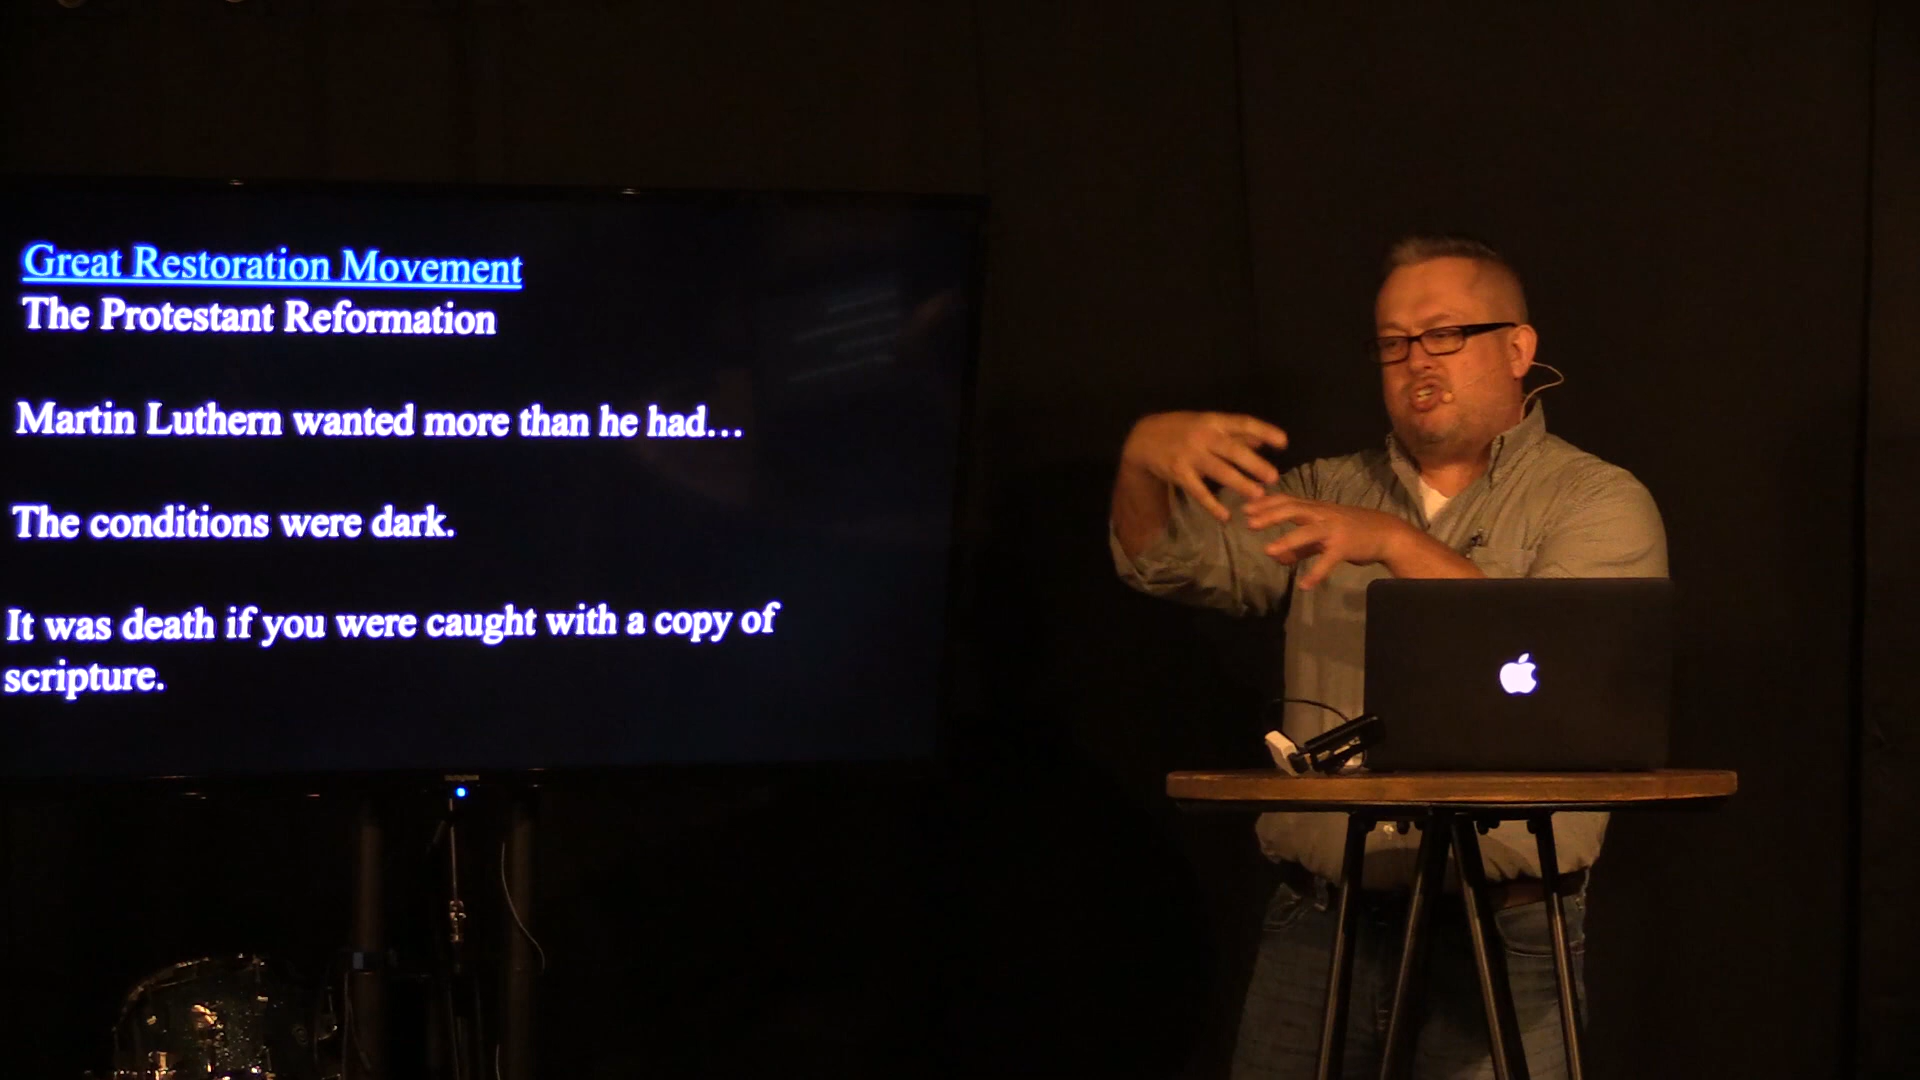 Great Restoration Movement
The Protestant Reformation
Martin Luthern wanted more than he had…
The conditions were dark.
It was death if you were caught with a copy of
scripture.